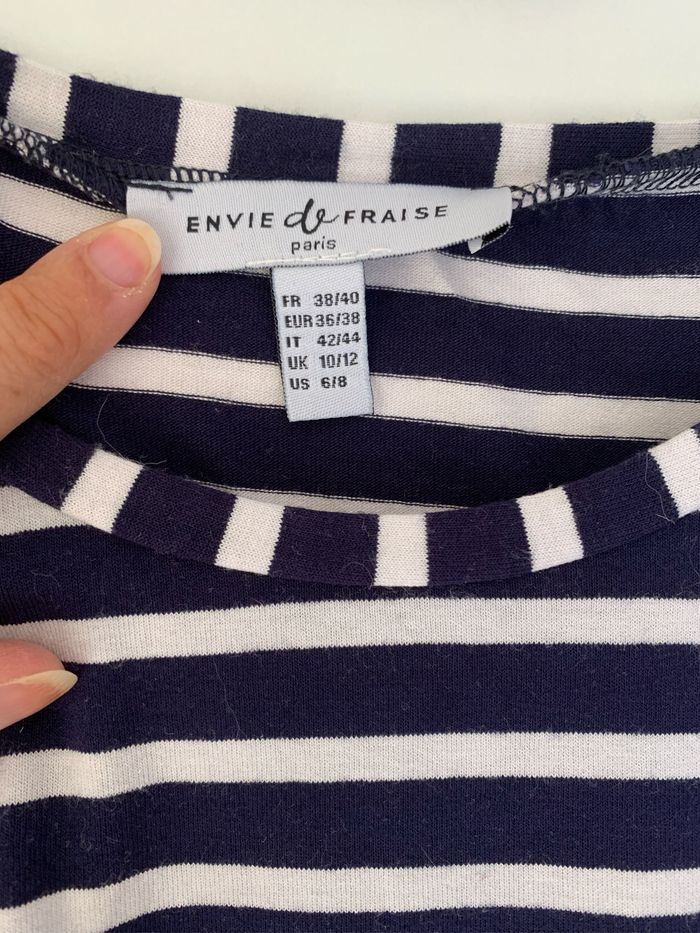 ENVIE de FRAISE
paris
FR 38/40
EUR 36/38
IT 42/44
UK 10/12
US 6/8